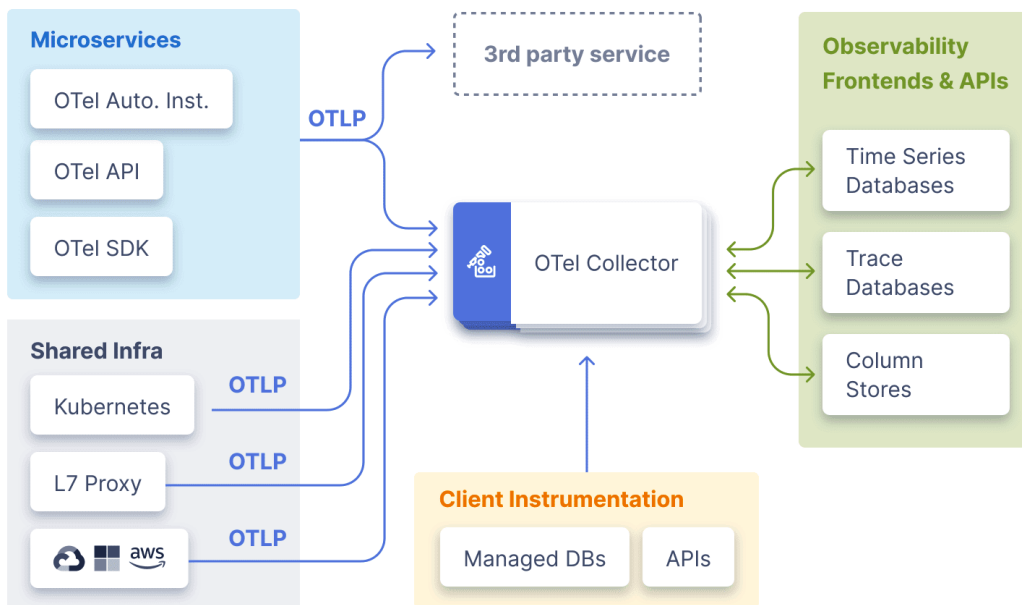 Microservices
OTel Auto. Inst.
OTel API
OTel SDK
OTLP
3rd party service
OTel Collector
Observability
Frontends & APIs
Time Series
Databases
Trace
Databases
Column
Stores
Shared Infra
Kubernetes
OTLP
L7 Proxy
OTLP
aws
OTLP
Client Instrumentation
Managed DBs
APIs